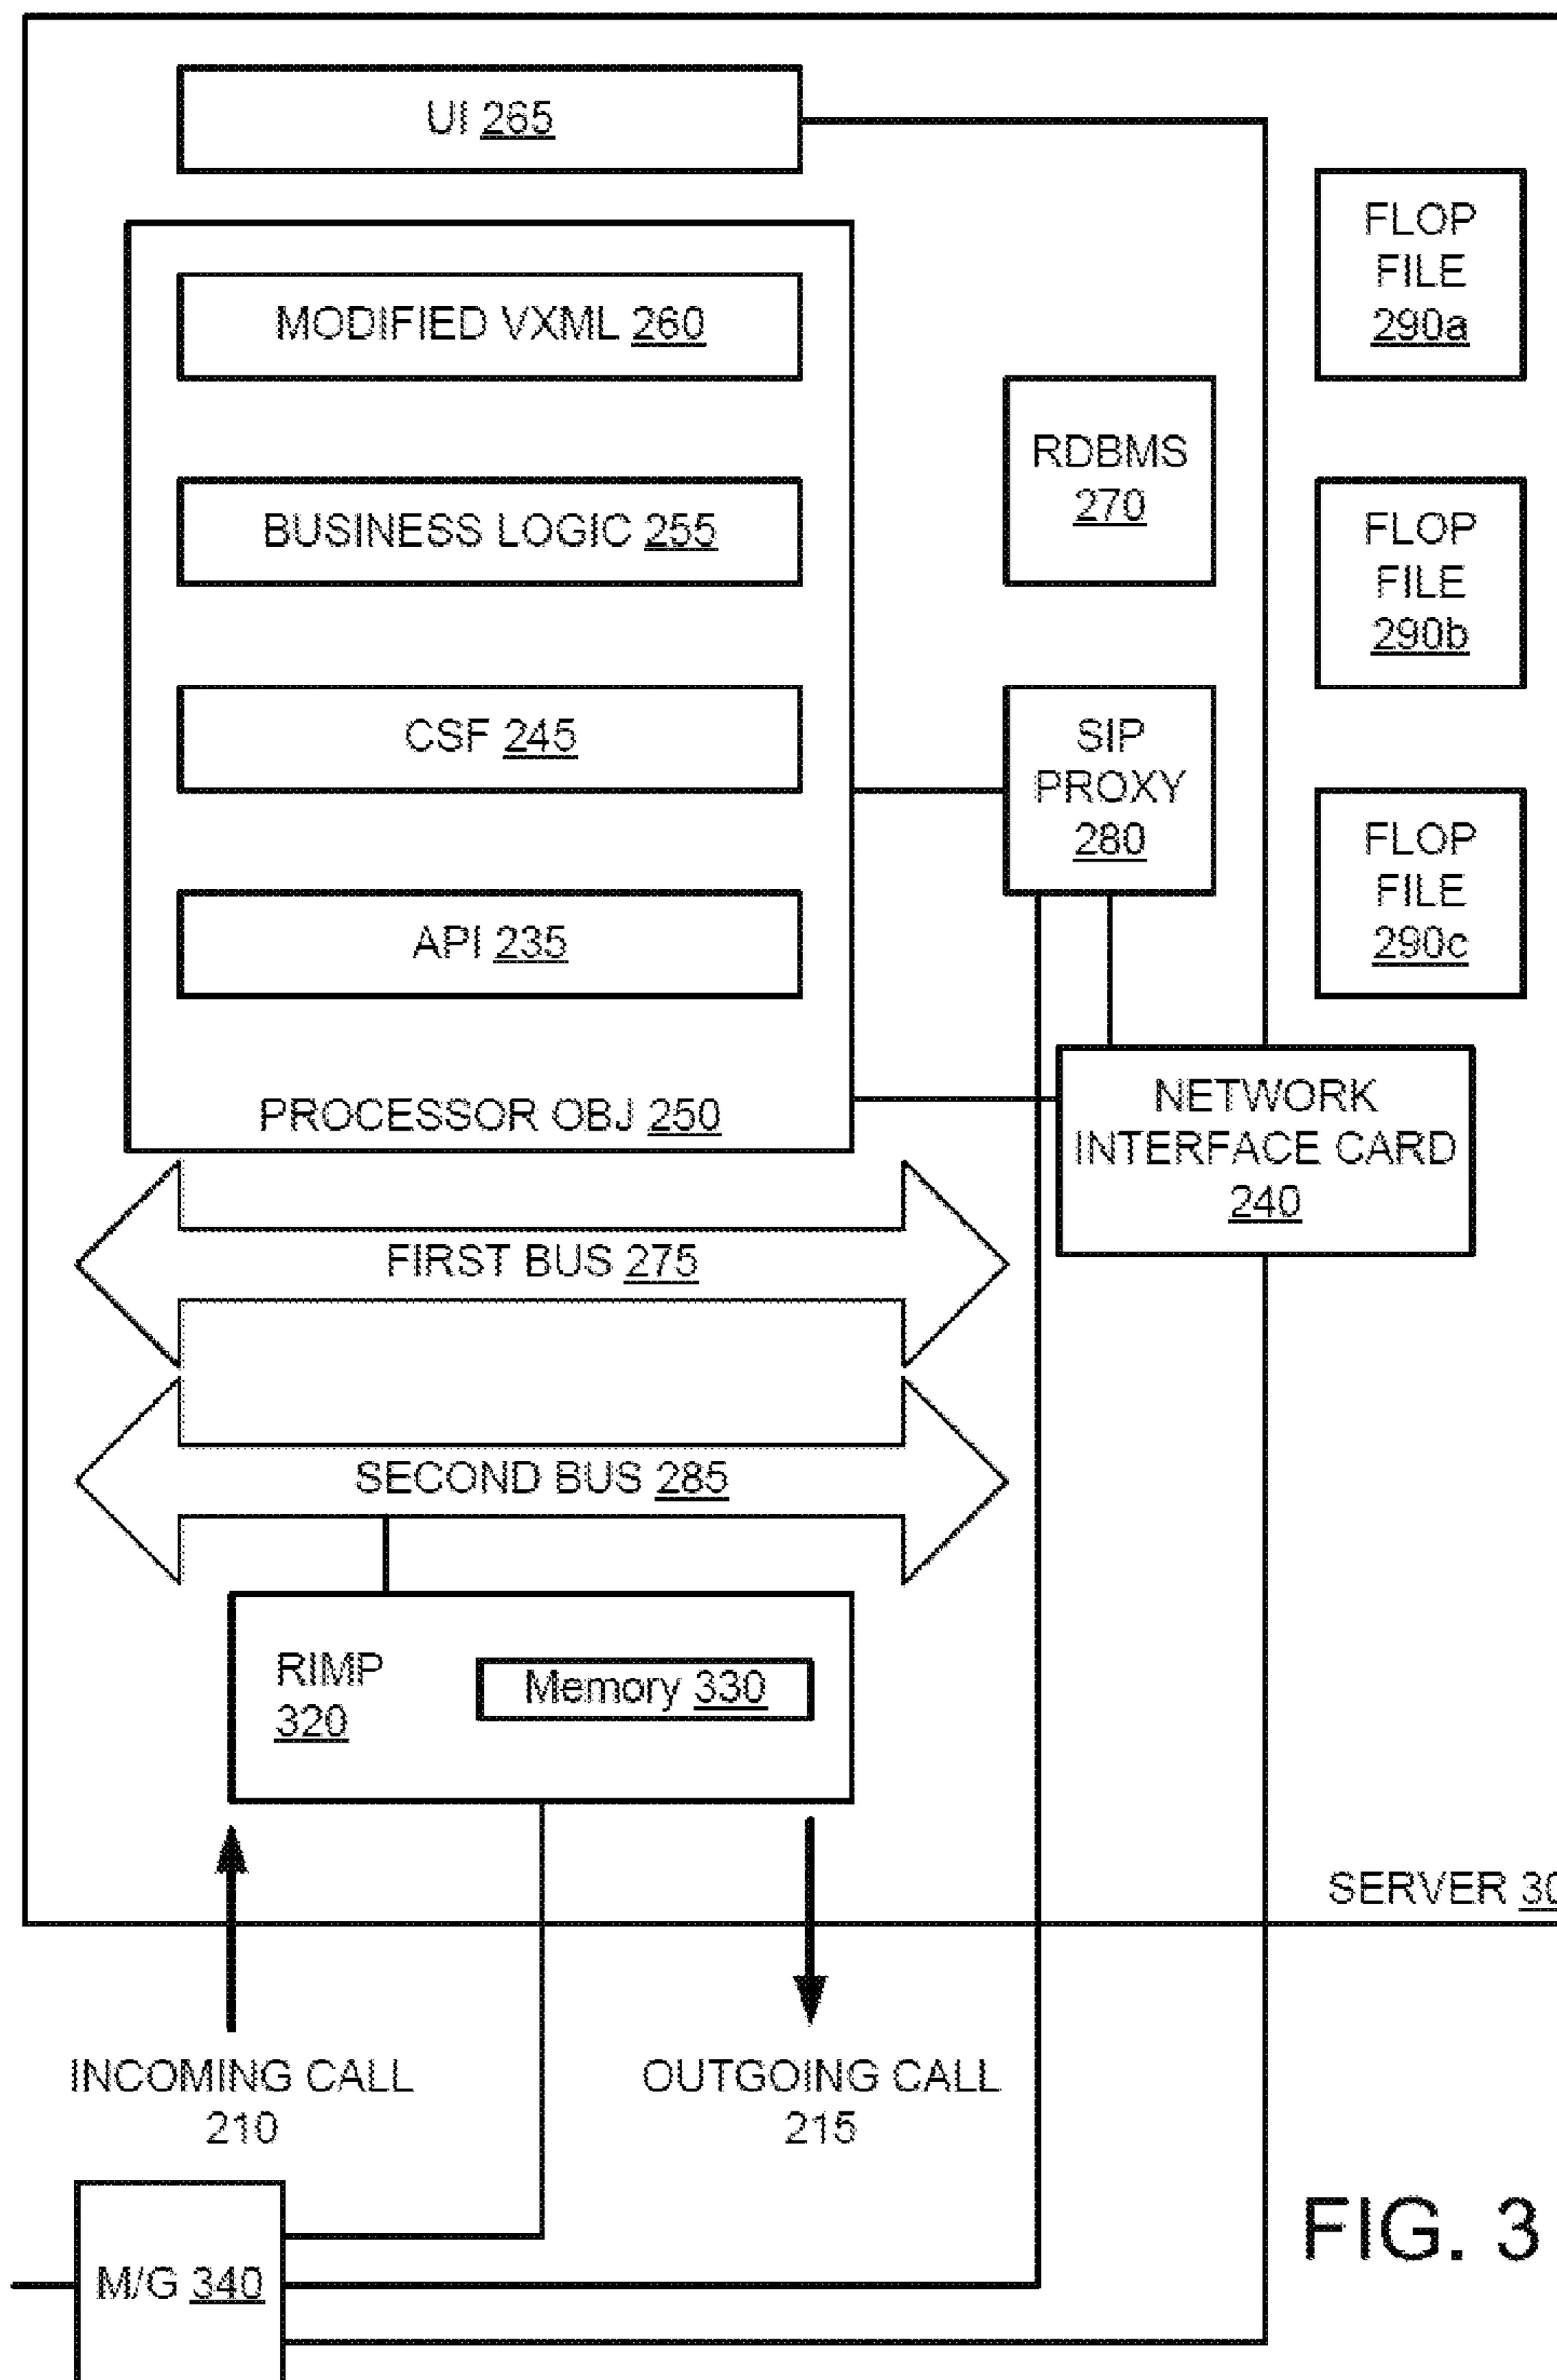 UI 265
FLOP
FILE
290a
MODIFIED VXML 260
RDBMS
270
BUSINESS LOGIC 255
FLOP
FILE
290b
CSF 245
SIP
PROXY
280
FLOP
FILE
290c
API 235
PROCESSOR OBJ 250
NETWORK
INTERFACE CARD
240
FIRST BUS 275
SECOND BUS 285
RIMP
320
Memory 330
SERVER
INCOMING CALL
210
OUTGOING CALL
215
M/G 340
FIG. 3